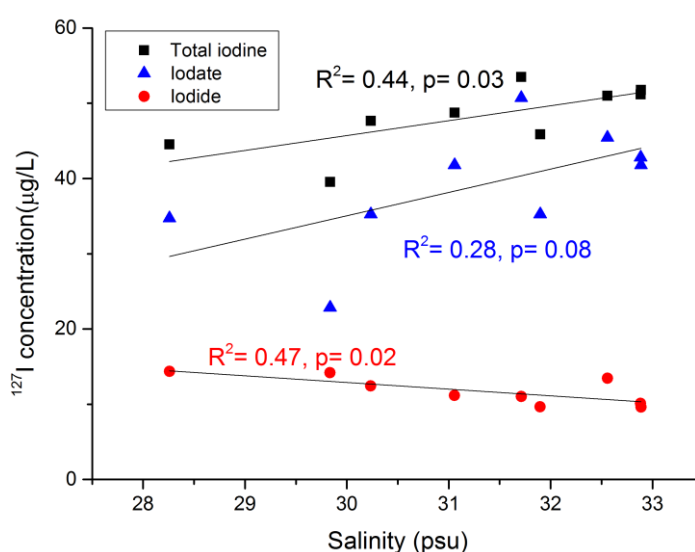 60
Total iodine
Iodate
Iodide
R²= 0.44, p= 0.03
40
R²= 0.28, p= 0.08
20
R²= 0.47, p= 0.02
0
¹²⁷I concentration(μg/L)
28 29 30 31 32 33
Salinity (psu)